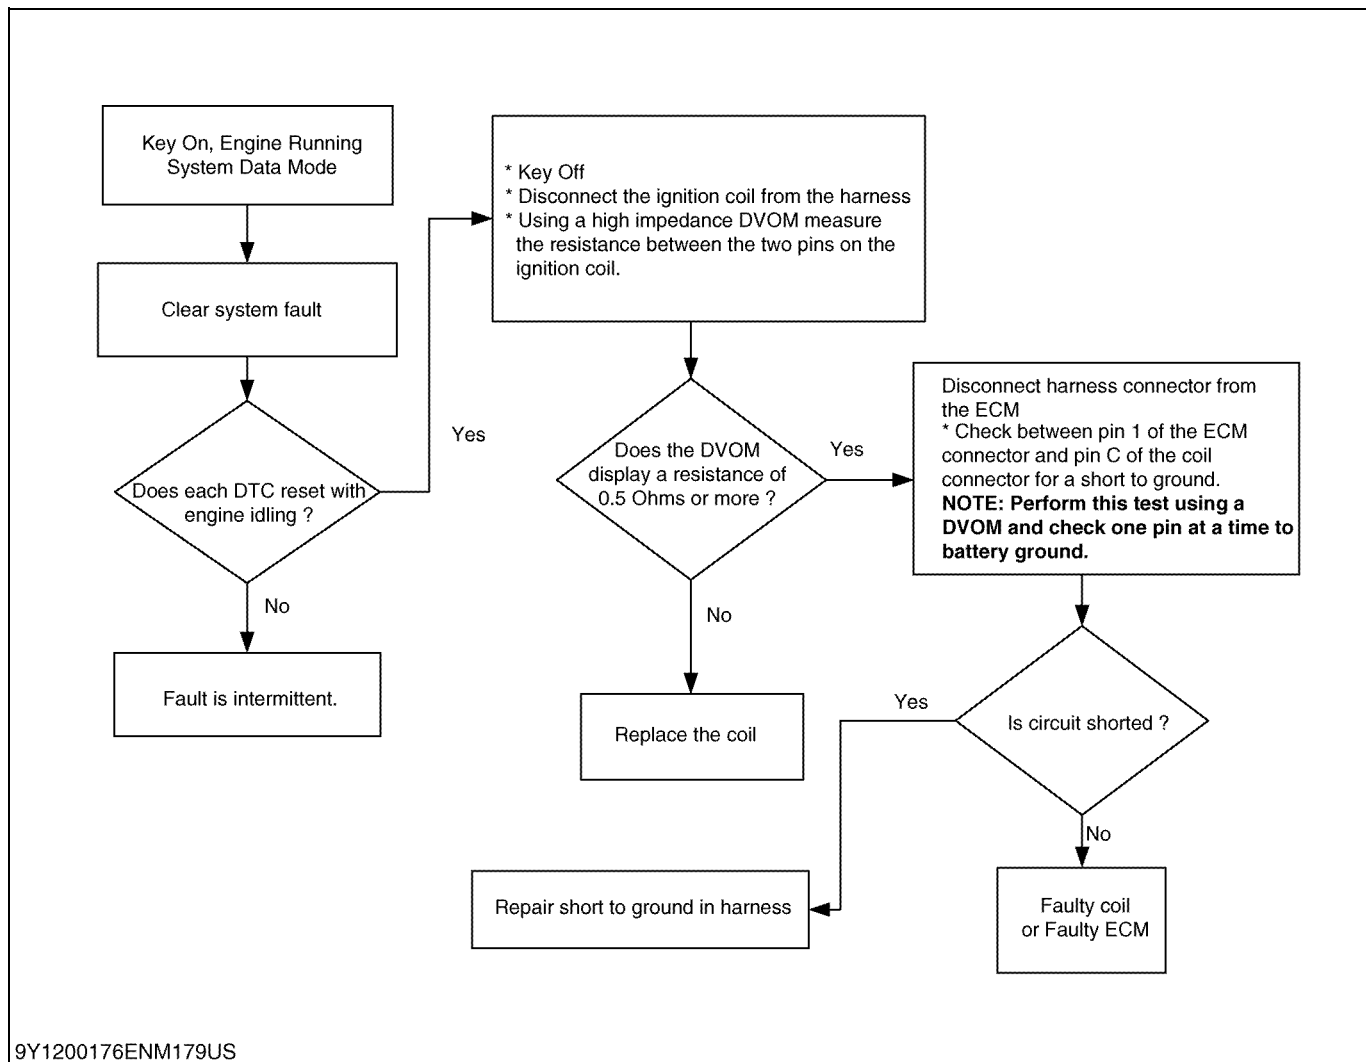 Key On, Engine Running
System Data Mode
Clear system fault
Does each DTC reset with
engine idling ?
Yes
No
Fault is intermittent.
* Key Off
* Disconnect the ignition coil from the harness
* Using a high impedance DVOM measure
the resistance between the two pins on the
ignition coil.
Does the DVOM
display a resistance of
0.5 Ohms or more ?
Yes
No
Replace the coil
Disconnect harness connector from
the ECM
* Check between pin 1 of the ECM
connector and pin C of the coil
connector for a short to ground.
NOTE: Perform this test using a
DVOM and check one pin at a time to
battery ground.
Is circuit shorted ?
Yes
No
Repair short to ground in harness
Faulty coil
or Faulty ECM
9Y1200176ENM179US